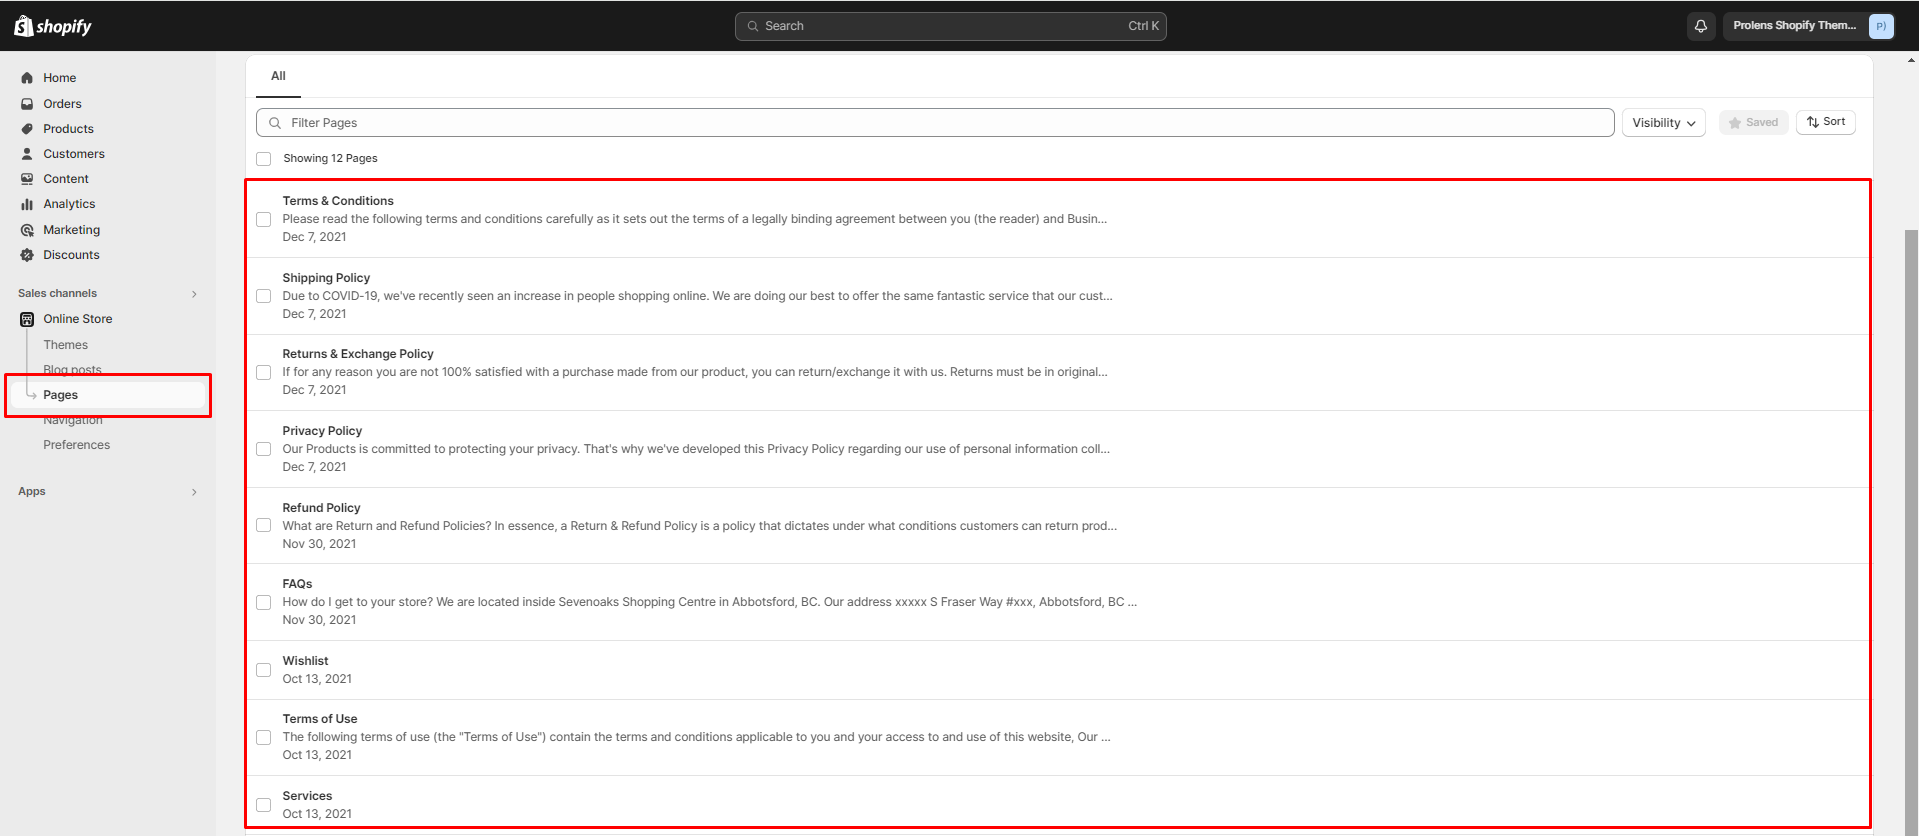 shopify
Search
Ctrl K
Prolens Shopify Them...
P)
Home
Orders
Products
Customers
Content
Analytics
Marketing
Discounts
Sales channels
Online Store
Themes
Blog posts
Pages
Navigation
Preferences
Apps
All
Filter Pages
Visibility
Saved
Sort
Showing 12 Pages
Terms & Conditions
Please read the following terms and conditions carefully as it sets out the terms of a legally binding agreement between you (the reader) and Busin...
Dec 7, 2021
Shipping Policy
Due to COVID-19, we've recently seen an increase in people shopping online. We are doing our best to offer the same fantastic service that our cust...
Dec 7, 2021
Returns & Exchange Policy
If for any reason you are not 100% satisfied with a purchase made from our product, you can return/exchange it with us. Returns must be in original...
Dec 7, 2021
Privacy Policy
Our Products is committed to protecting your privacy. That's why we've developed this Privacy Policy regarding our use of personal information coll...
Dec 7, 2021
Refund Policy
What are Return and Refund Policies? In essence, a Return & Refund Policy is a policy that dictates under what conditions customers can return prod...
Nov 30, 2021
FAQs
How do I get to your store? We are located inside Sevenoaks Shopping Centre in Abbotsford, BC. Our address xxxxx S Fraser Way #xxx, Abbotsford, BC ...
Nov 30, 2021
Wishlist
Oct 13, 2021
Terms of Use
The following terms of use (the "Terms of Use") contain the terms and conditions applicable to you and your access to and use of this website, Our ...
Oct 13, 2021
Services
Oct 13, 2021